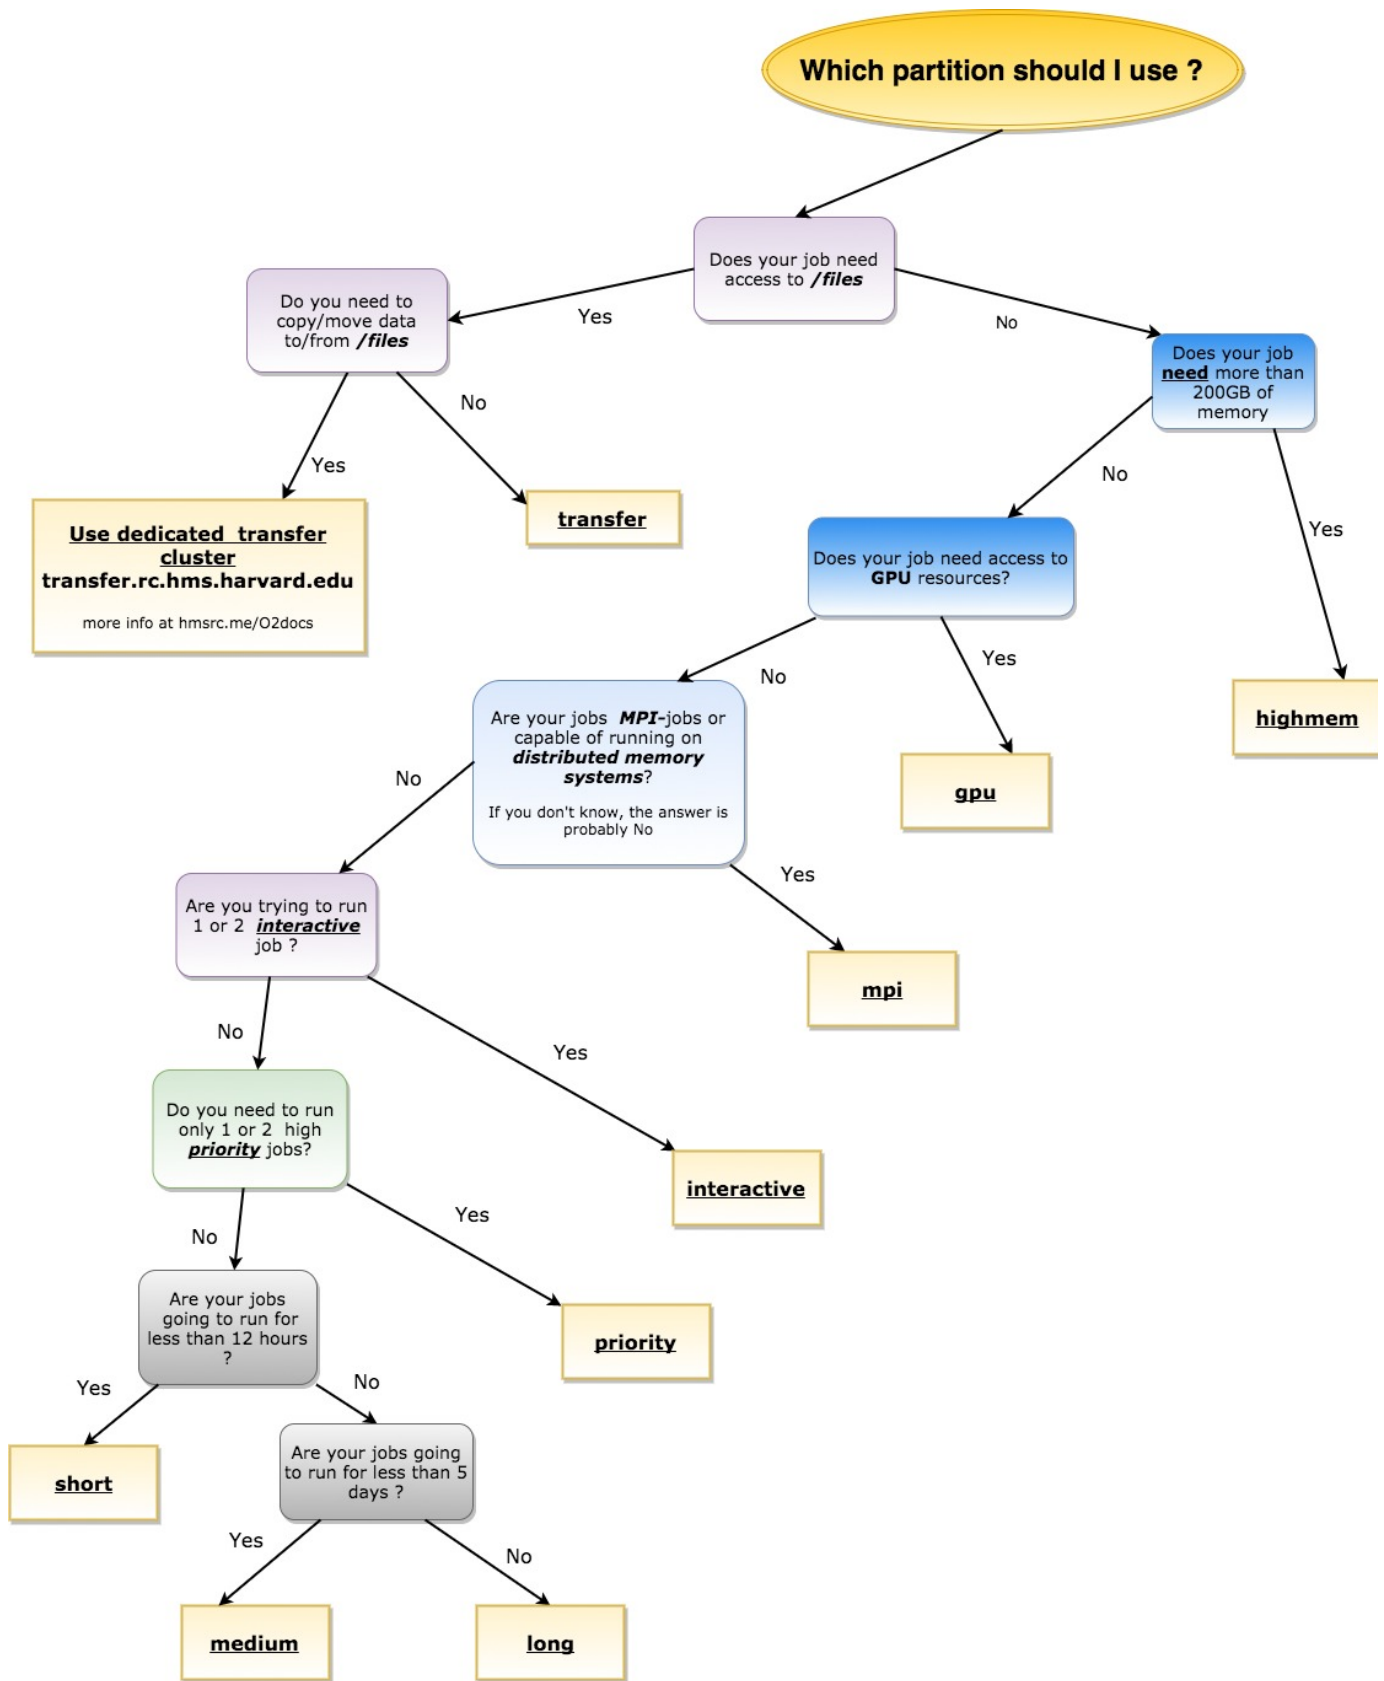 Which partition should I use ?
Does your job need
access to /files
Yes
No
Do you need to
copy/move data
to/from /files
Yes
No
Use dedicated transfer
cluster
transfer.rc.hms.harvard.edu
more info at hmsrc.me/O2docs
transfer
Does your job
need more than
200GB of
memory
No
Yes
highmem
Does your job need access to
GPU resources?
No
Yes
gpu
Are your jobs MPI-jobs or
capable of running on
distributed memory
systems?
If you don't know, the answer is
probably No
No
Yes
mpi
Are you trying to run
1 or 2 interactive
job ?
No
Yes
interactive
Do you need to run
only 1 or 2 high
priority jobs?
No
Yes
priority
Are your jobs
going to run for
less than 12 hours
?
Yes
No
short
Are your jobs going
to run for less than 5
days ?
Yes
No
medium
long